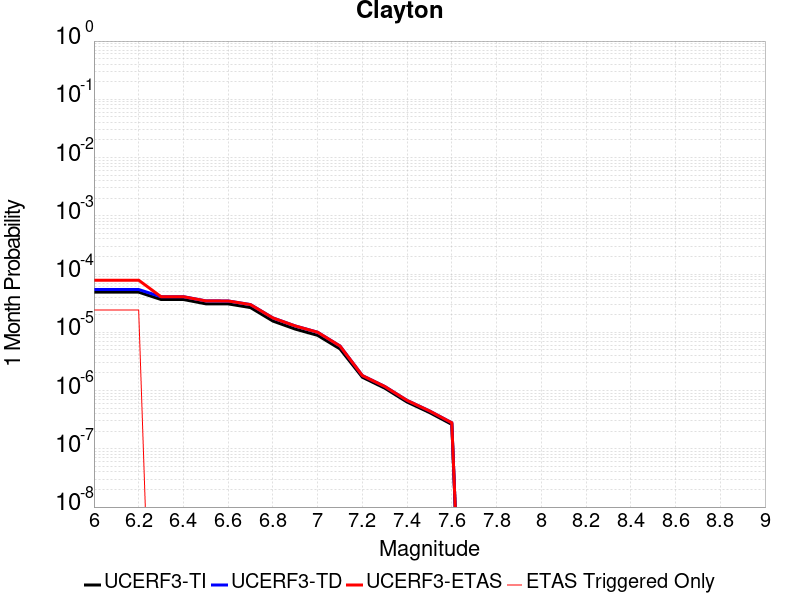 Clayton
10^0
10^-1
10^-2
10^-3
10^-4
10^-5
10^-6
10^-7
10^-8
1 Month Probability
6 6.2 6.4 6.6 6.8 7 7.2 7.4 7.6 7.8 8 8.2 8.4 8.6 8.8 9
Magnitude
UCERF3-TI UCERF3-TD UCERF3-ETAS ETAS Triggered Only